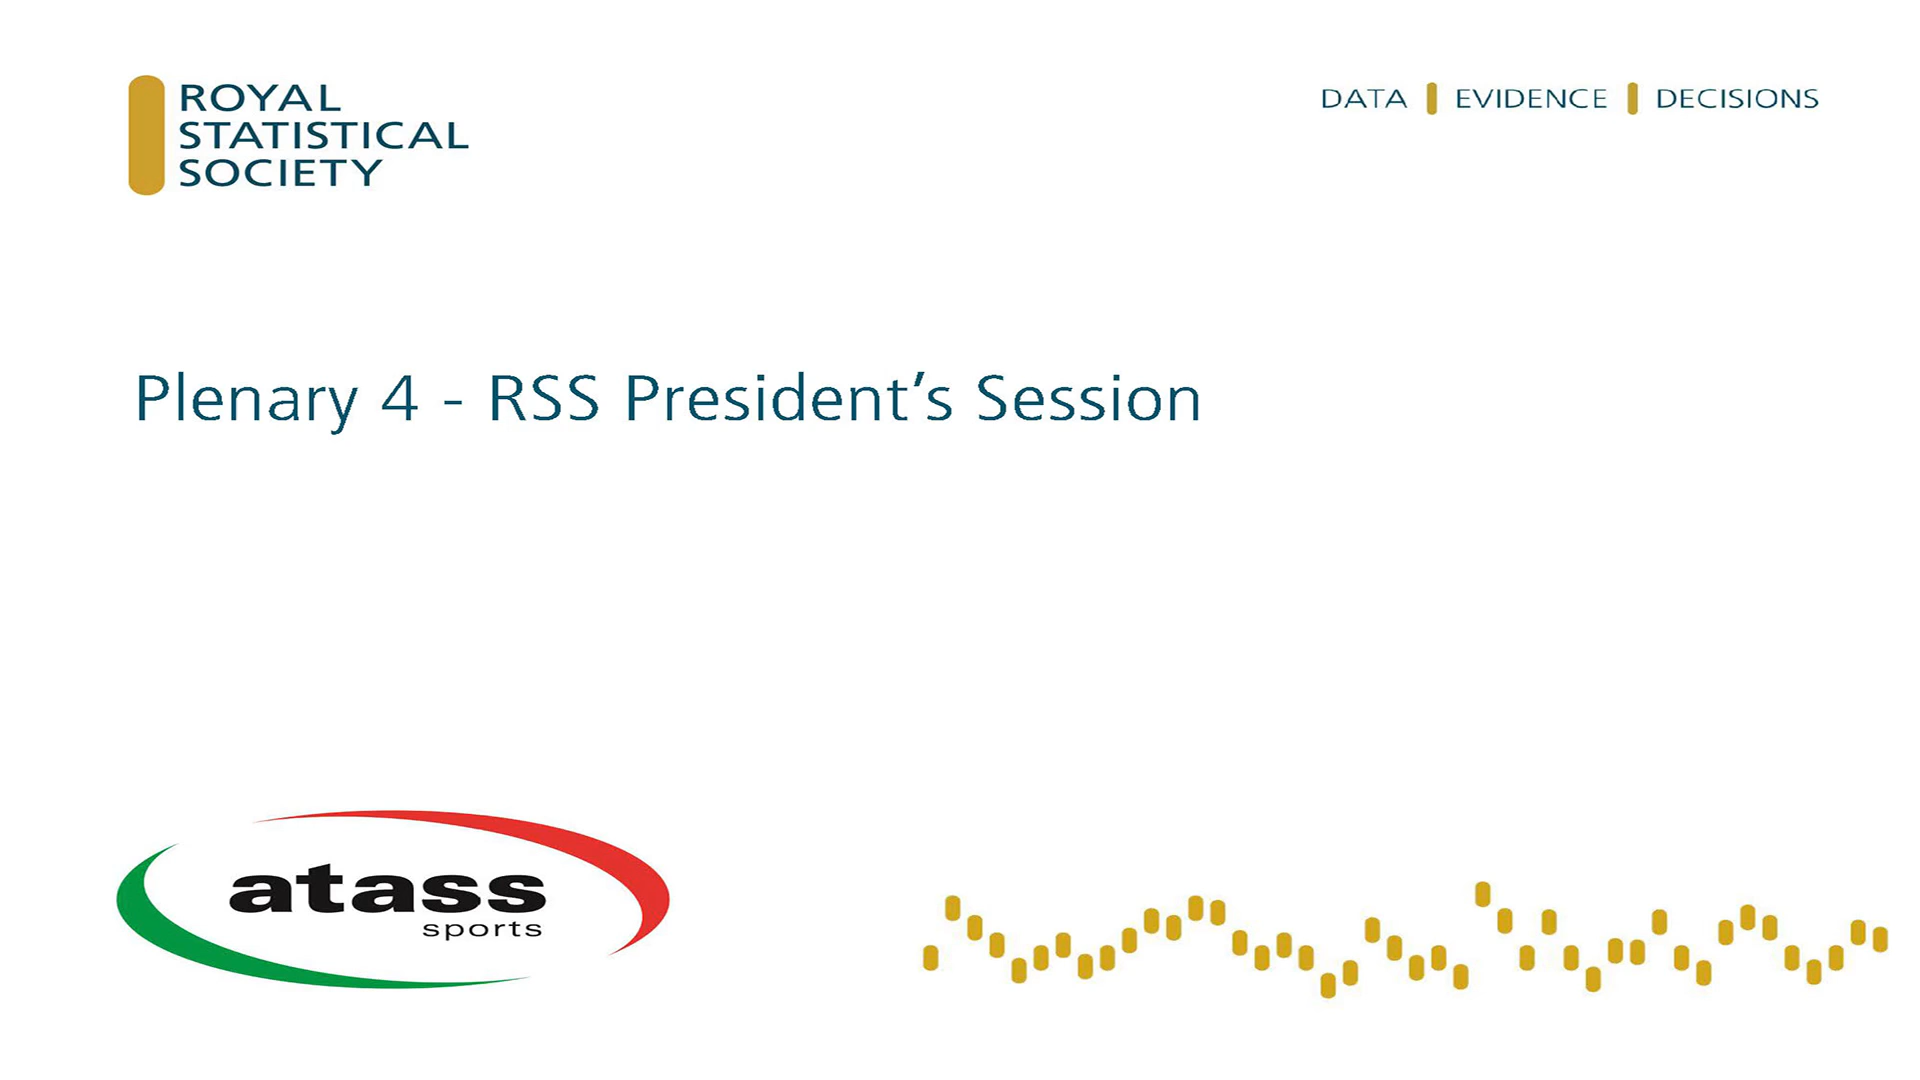 ROYAL
STATISTICAL
SOCIETY
DATA EVIDENCE DECISIONS
Plenary 4 - RSS President’s Session
atass
sports